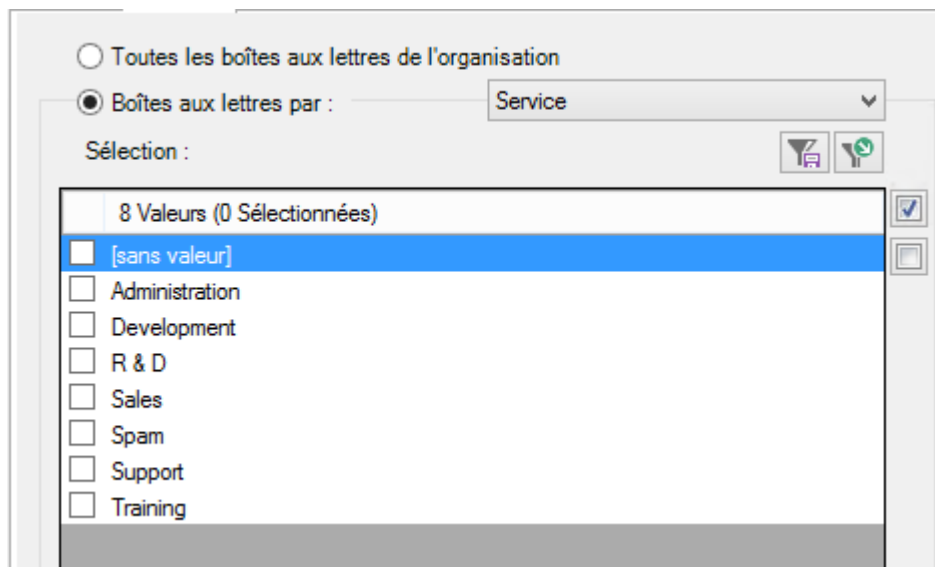 Toutes les boîtes aux lettres de l'organisation
Boîtes aux lettres par :
Service
Sélection :
8 Valeurs (0 Sélectionnées)
[sans valeur]
Administration
Development
R & D
Sales
Spam
Support
Training